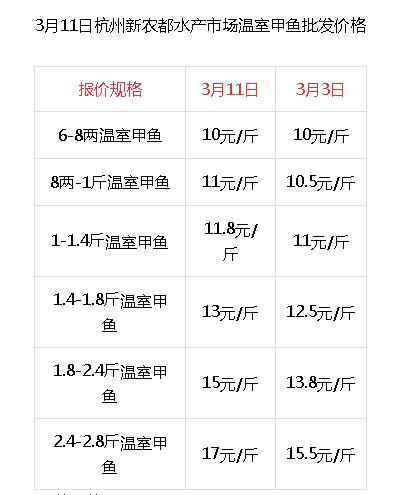 3月11日杭州新农都水产市场温室甲鱼批发价格
报价规格 3月11日 3月3日
6-8两温室甲鱼 10元/斤 10元/斤
8两-1斤温室甲鱼 11元/斤 10.5元/斤
1-1.4斤温室甲鱼 11.8元/斤 11元/斤
1.4-1.8斤温室甲鱼 13元/斤 12.5元/斤
1.8-2.4斤温室甲鱼 15元/斤 13.8元/斤
2.4-2.8斤温室甲鱼 17元/斤 15.5元/斤